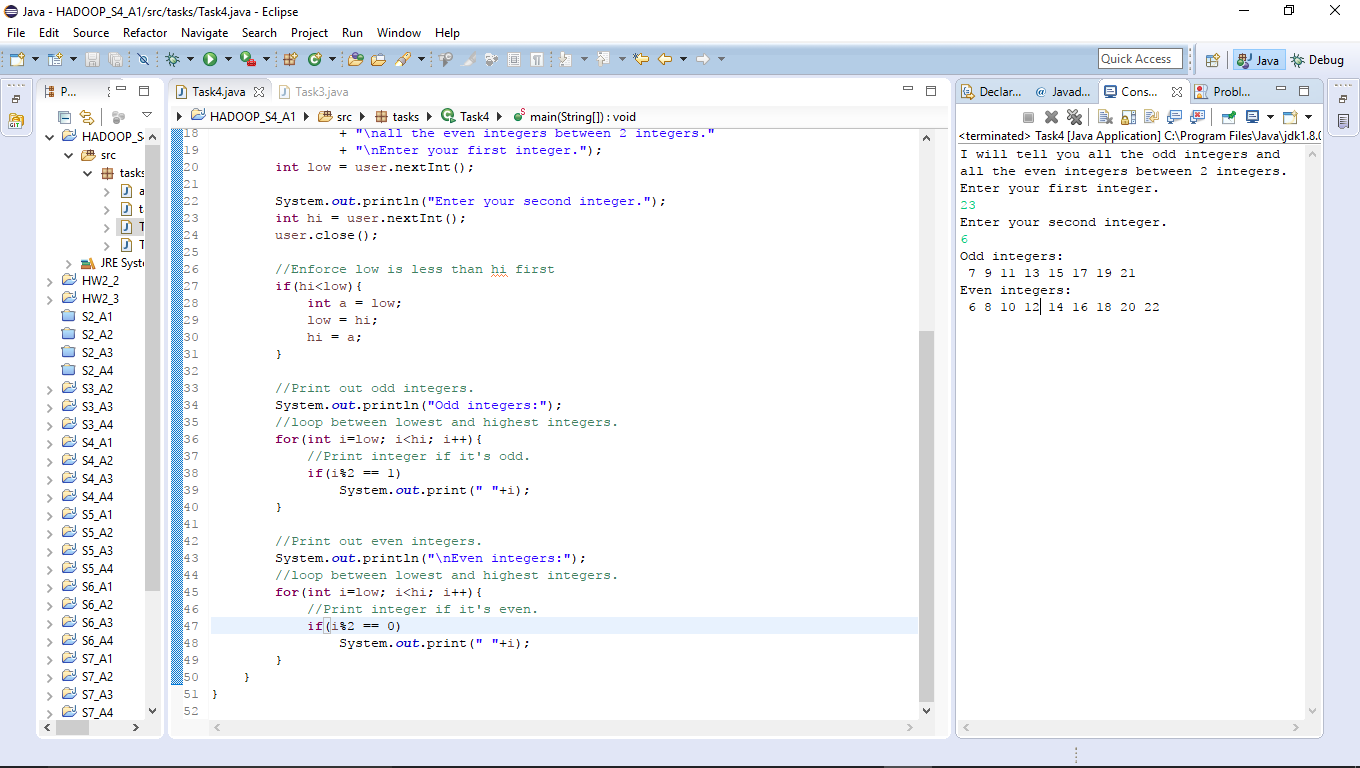 Java - HADOOP_S4_A1/src/tasks/Task4.java - Eclipse
File Edit Source Refactor Navigate Search Project Run Window Help
Quick Access Java Debug
P...
HADOOP_S
src
tasks
a
t
T
T
JRE Syst
HW2_2
HW2_3
S2_A1
S2_A2
S2_A3
S2_A4
S3_A2
S3_A3
S3_A4
S4_A1
S4_A2
S4_A3
S4_A4
S5_A1
S5_A2
S5_A3
S5_A4
S6_A1
S6_A2
S6_A3
S6_A4
S7_A1
S7_A2
S7_A3
S7_A4
GIT
Task4.java Task3.java
HADOOP_S4_A1 src tasks Task4 main(String[]) : void
18 + "\nall the even integers between 2 integers."
19 + "\nEnter your first integer.");
20 int low = user.nextInt();
21
22 System.out.println("Enter your second integer.");
23 int hi = user.nextInt();
24 user.close();
25
26 //Enforce low is less than hi first
27 if(hi<low){
28 int a = low;
29 low = hi;
30 hi = a;
31 }
32
33 //Print out odd integers.
34 System.out.println("Odd integers:");
35 //loop between lowest and highest integers.
36 for(int i=low; i<hi; i++){
37 //Print integer if it's odd.
38 if(i%2 == 1)
39 System.out.print(" "+i);
40 }
41
42 //Print out even integers.
43 System.out.println("\nEven integers:");
44 //loop between lowest and highest integers.
45 for(int i=low; i<hi; i++){
46 //Print integer if it's even.
47 if(i%2 == 0)
48 System.out.print(" "+i);
49 }
50 }
51 }
52
Declar... @ Javad... Cons... Probl...
<terminated> Task4 [Java Application] C:\Program Files\Java\jdk1.8.0
I will tell you all the odd integers and
all the even integers between 2 integers.
Enter your first integer.
23
Enter your second integer.
6
Odd integers:
7 9 11 13 15 17 19 21
Even integers:
6 8 10 12 14 16 18 20 22